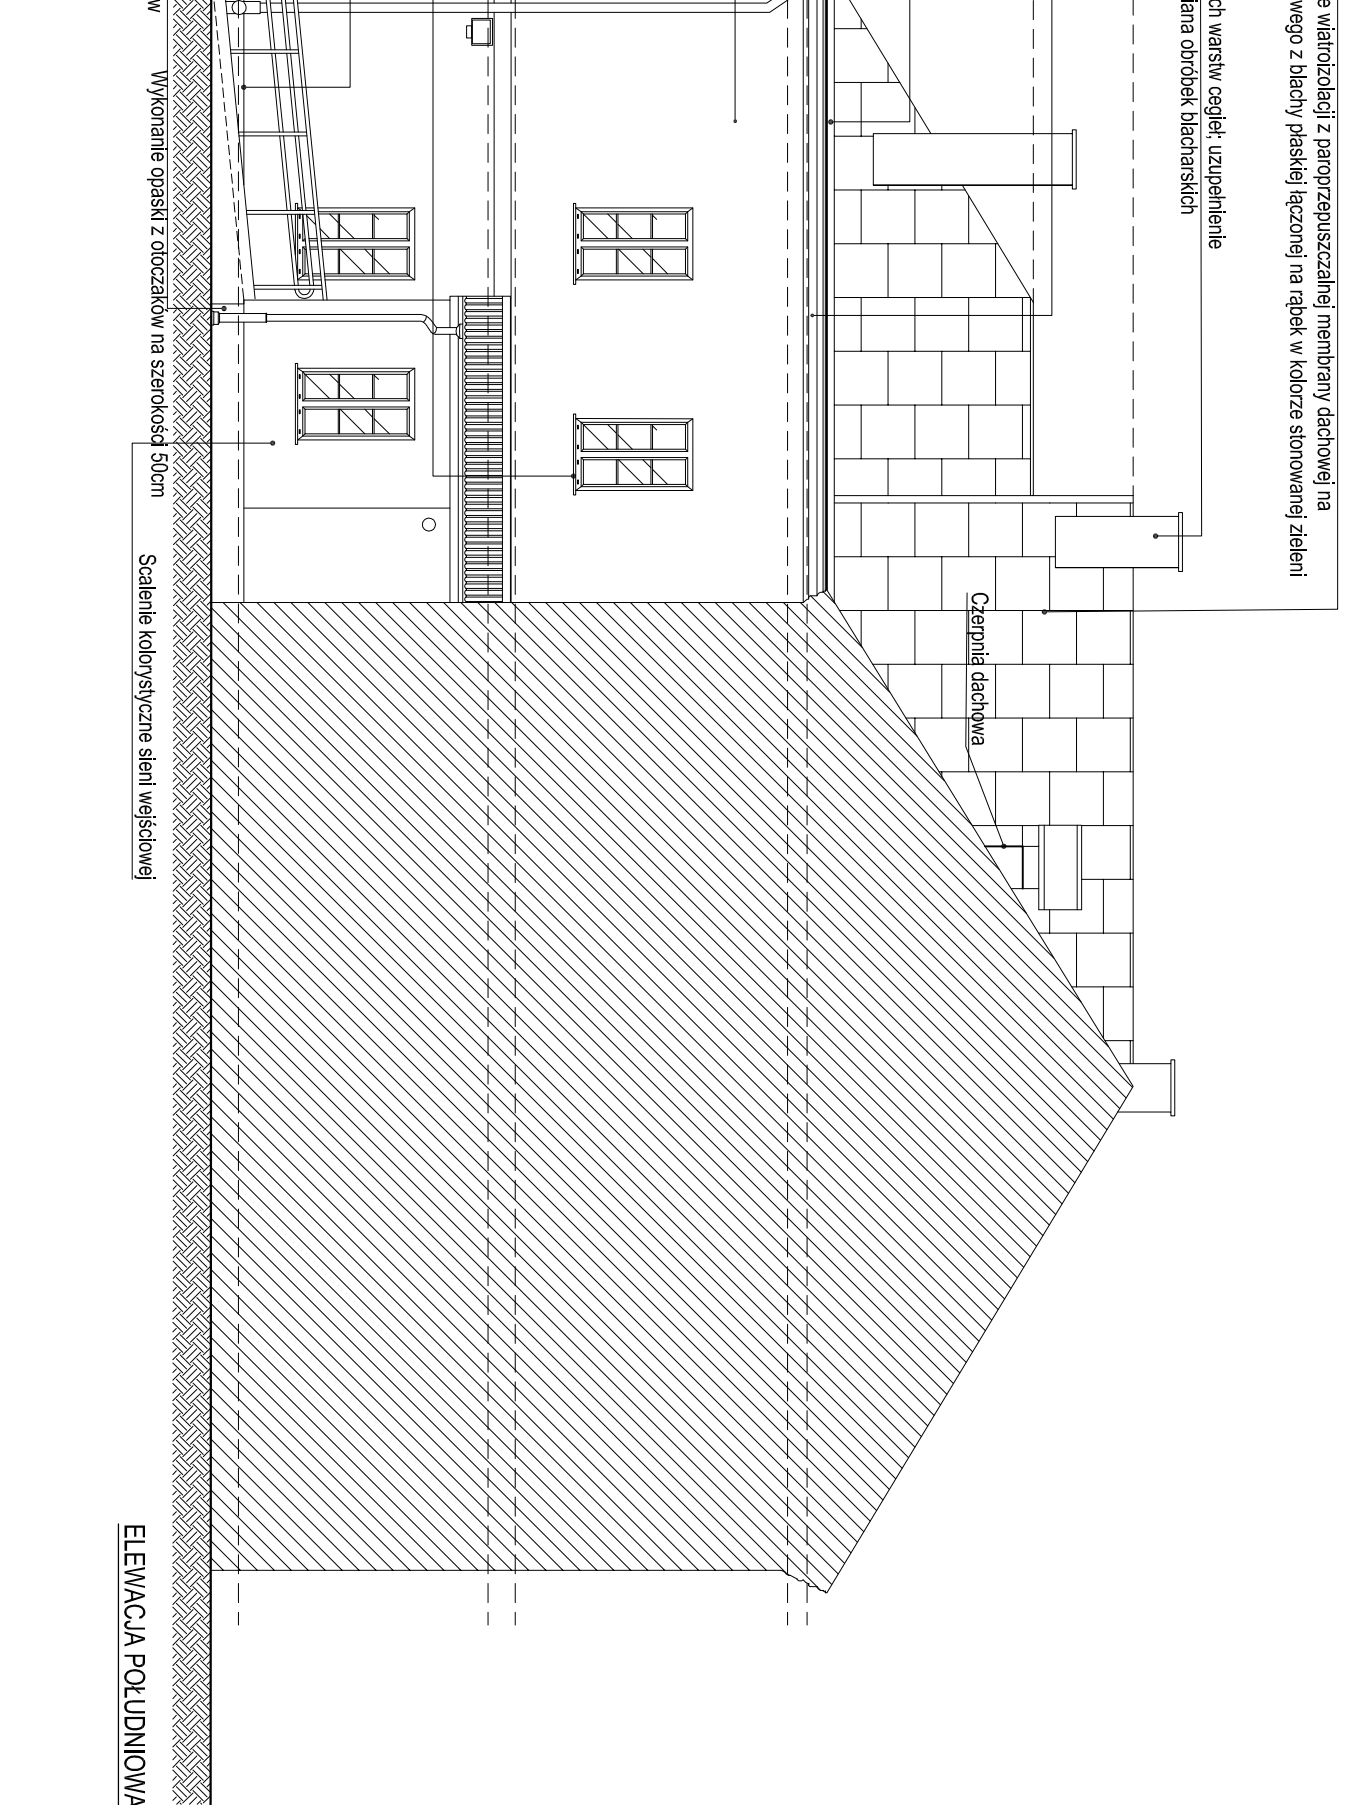 e wiatroizolacji z paroprzepuszczalnej membrany dachowej na
wego z blachy płaskiej łączonej na rąbek w kolorze stonowanej zieleni
ch warstw cegieł; uzupełnienie
iana obróbek blacharskich
Czerpnia dachowa
w
Wykonanie opaski z otoczaków na szerokości 50cm
Scalenie kolorystyczne sieni wejściowej
ELEWACJA POŁUDNIOWA